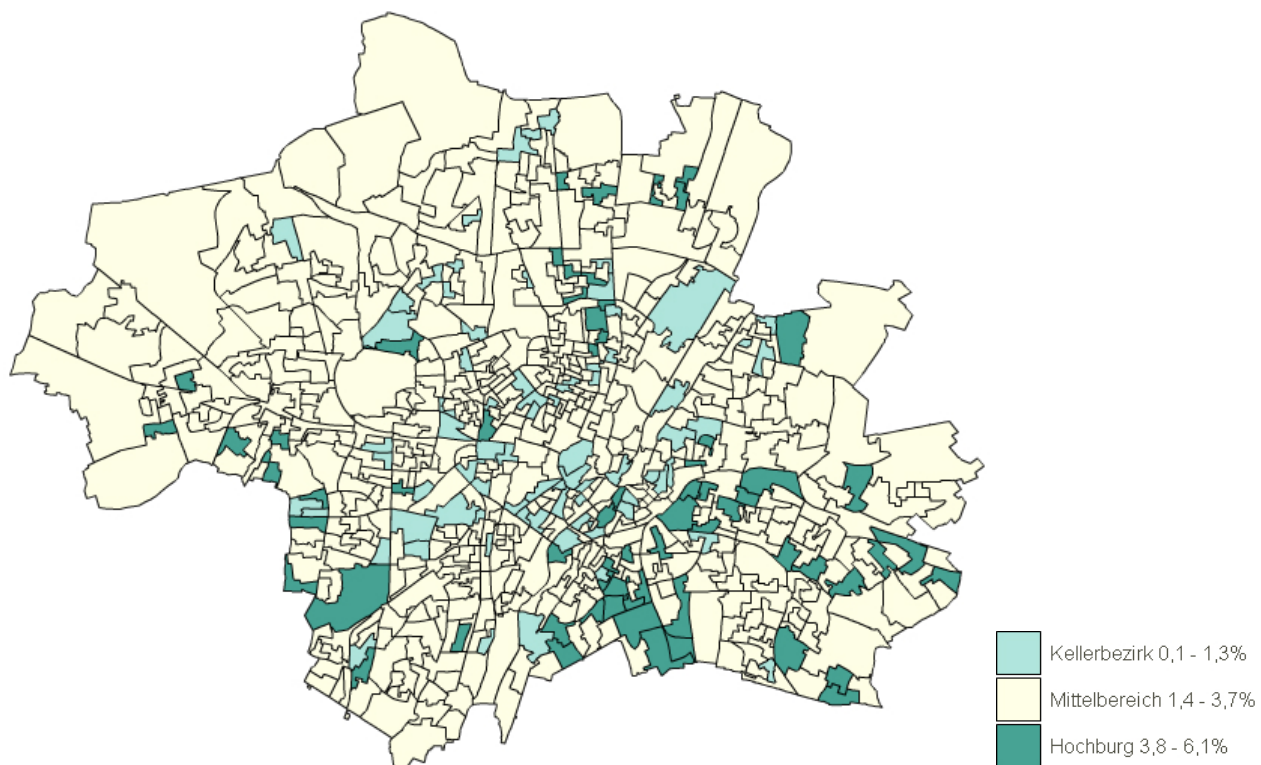 Kellerbezirk 0,1 - 1,3%
Mittelbereich 1,4 - 3,7%
Hochburg 3,8 - 6,1%